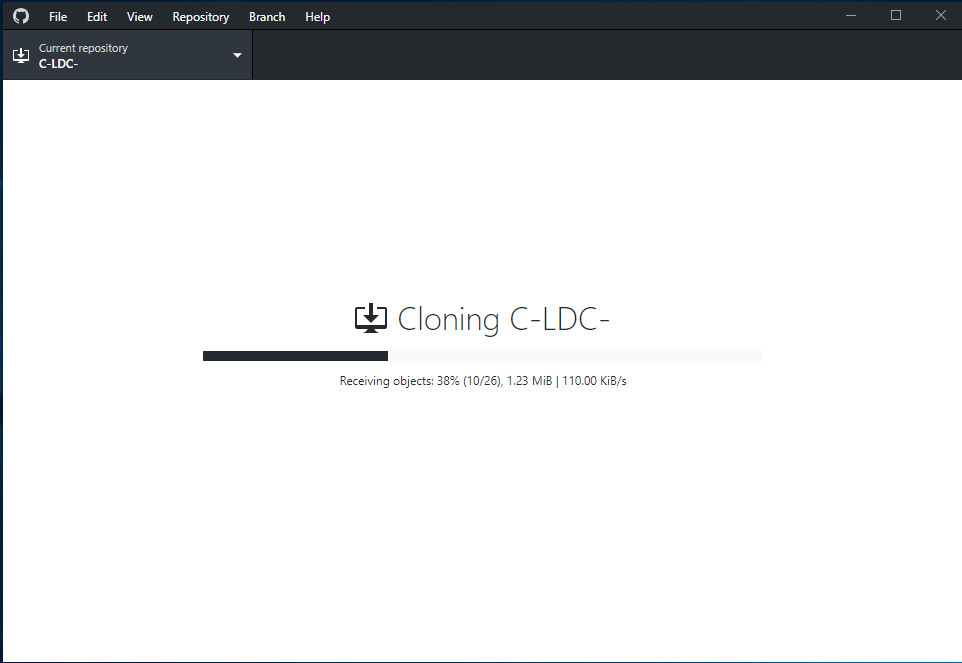 File Edit View Repository Branch Help
Current repository
C-LDC-
Cloning C-LDC-
Receiving objects: 38% (10/26), 1.23 MiB | 110.00 KiB/s